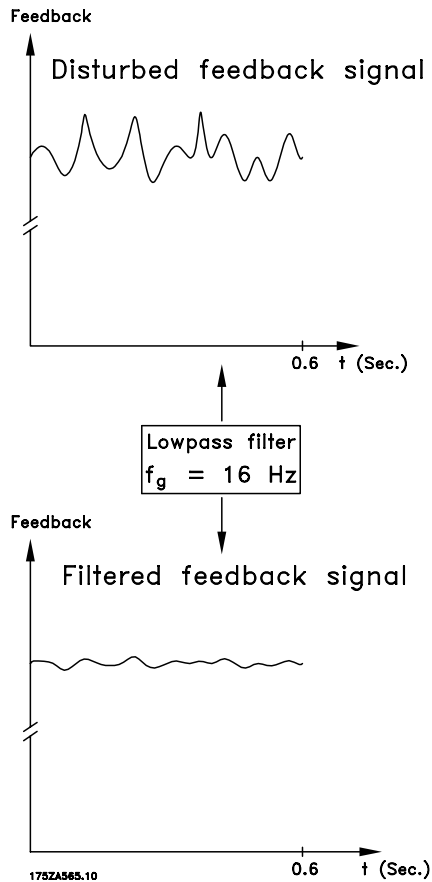 Feedback
Disturbed feedback signal
0.6 t (Sec.)
Lowpass filter
fg = 16 Hz
Feedback
Filtered feedback signal
0.6 t (Sec.)
175ZA565.10